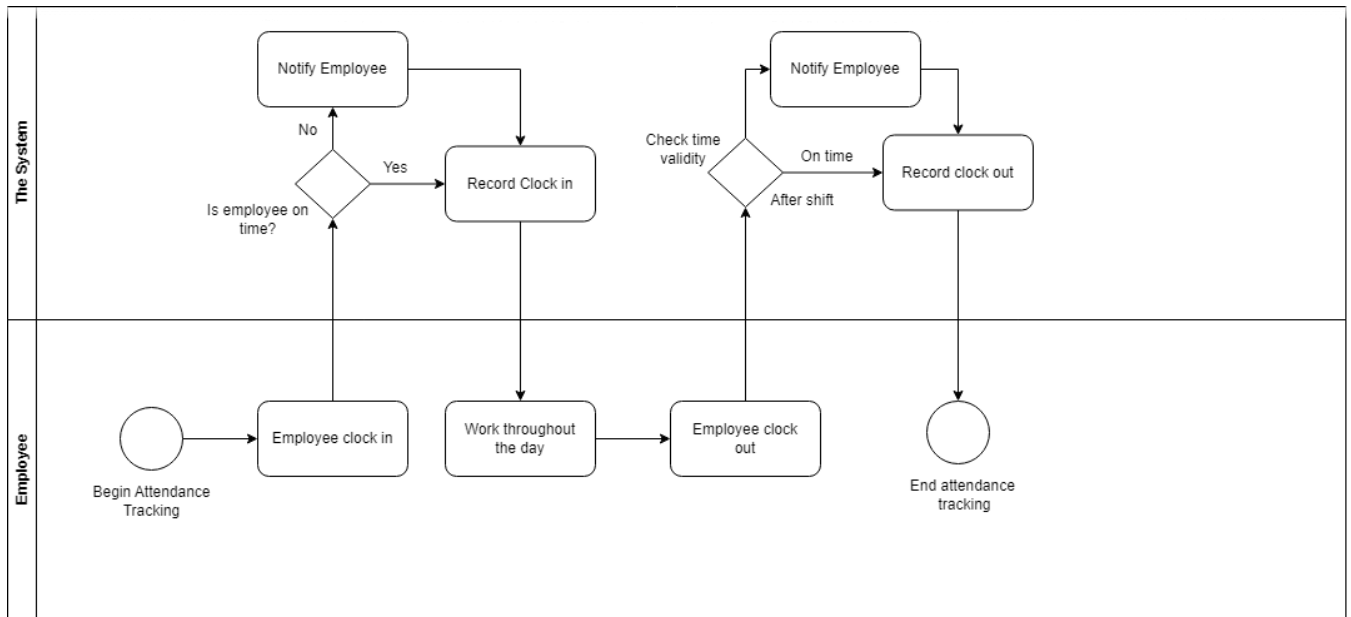 The System
Notify Employee
No
Yes
Is employee on
time?
Record Clock in
Notify Employee
Check time
validity
On time
After shift
Record clock out
Employee
Begin Attendance
Tracking
Employee clock in
Work throughout
the day
Employee clock
out
End attendance
tracking